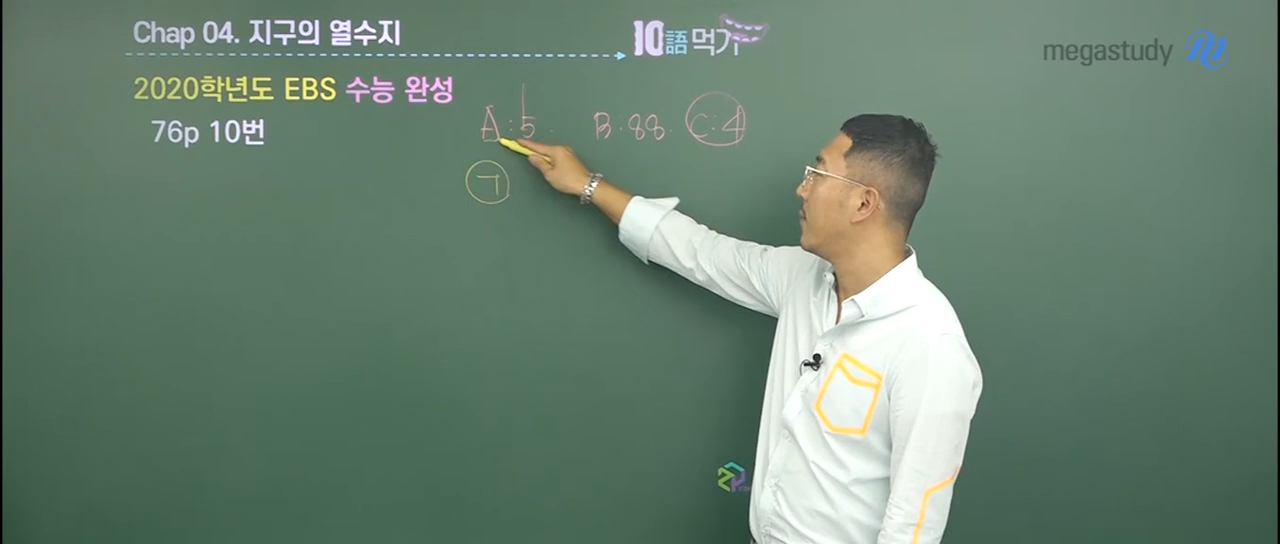 Chap 04. 지구의 열수지
10語먹기
megastudy
2020학년도 EBS 수능 완성
76p 10번
A:5 B:88 C:4
ㄱ